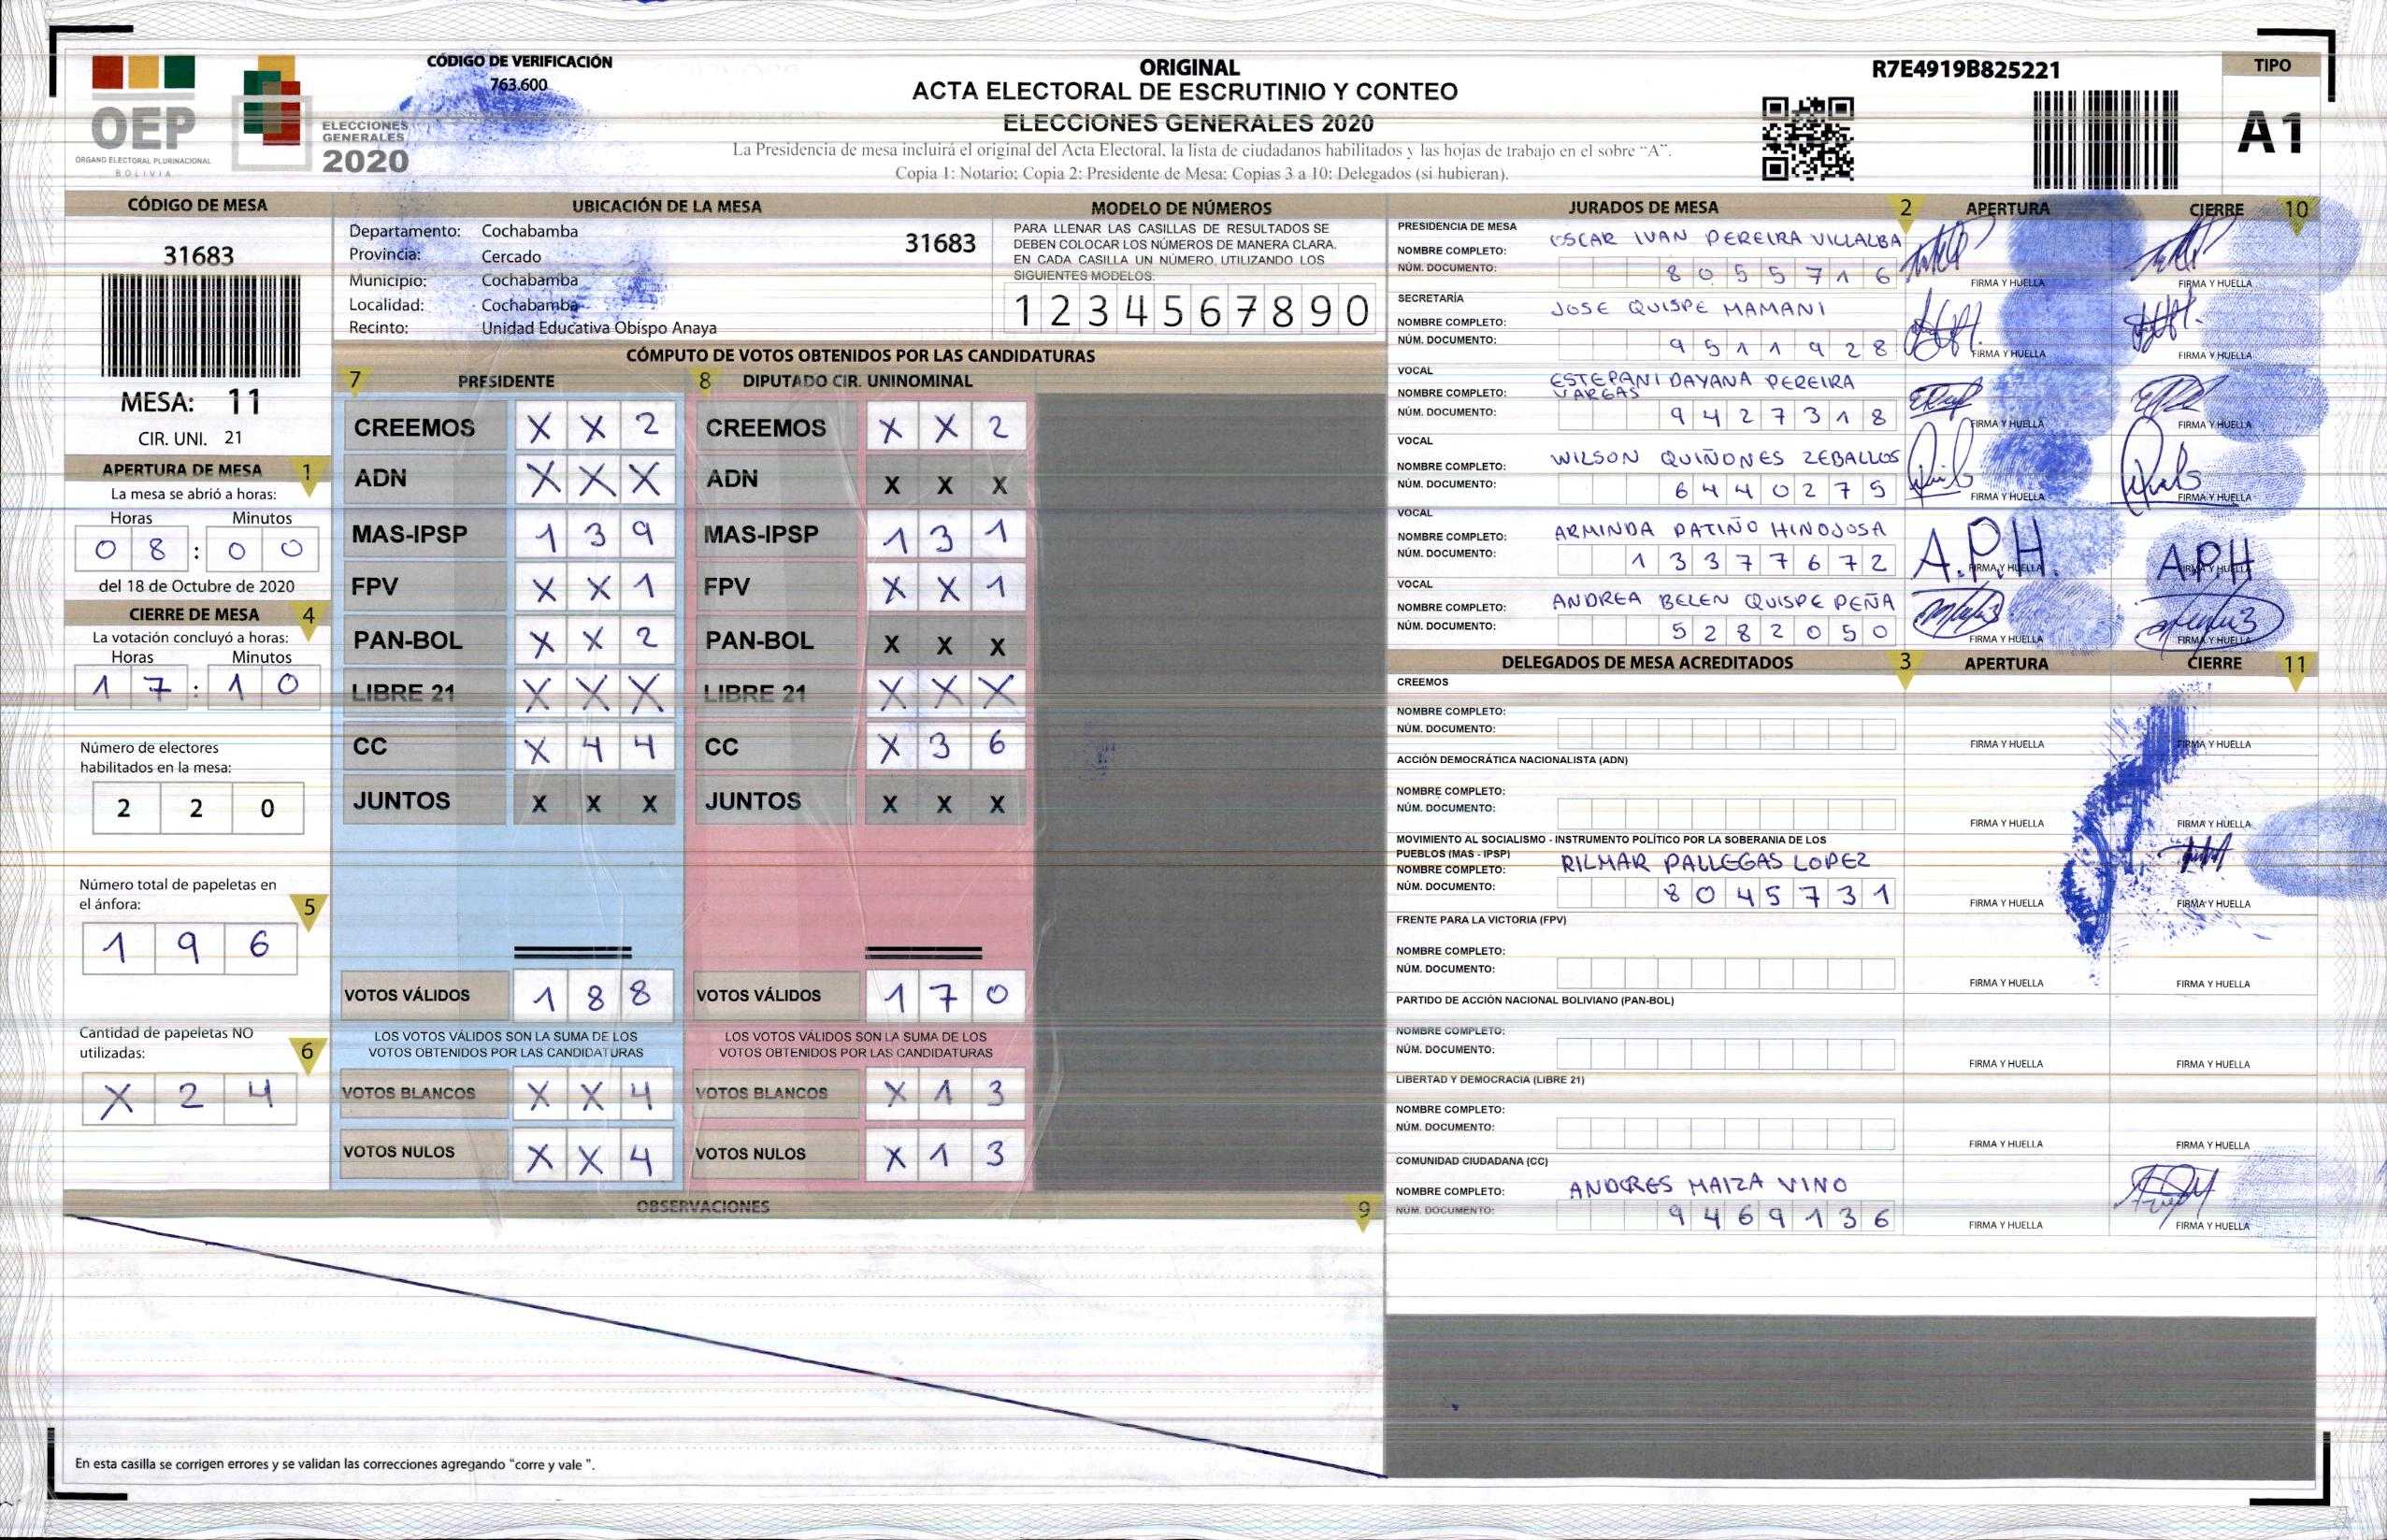 CÓDIGO DE VERIFICACIÓN
763.600
OEP
ÓRGANO ELECTORAL PLURINACIONAL
BOLIVIA
ELECCIONES
GENERALES
2020
ORIGINAL
ACTA ELECTORAL DE ESCRUTINIO Y CONTEO
ELECCIONES GENERALES 2020
La Presidencia de mesa incluirá el original del Acta Electoral, la lista de ciudadanos habilitados y las hojas de trabajo en el sobre "A".
Copia 1: Notario; Copia 2: Presidente de Mesa; Copias 3 a 10: Delegados (si hubieran).
R7E4919B825221
TIPO
A1
CÓDIGO DE MESA
31683
MESA: 11
CIR. UNI. 21
APERTURA DE MESA 1
La mesa se abrió a horas:
Horas Minutos
0 8 : 0 0
del 18 de Octubre de 2020
CIERRE DE MESA 4
La votación concluyó a horas:
Horas Minutos
1 7 : 1 0
Número de electores
habilitados en la mesa:
2 2 0
Número total de papeletas en
el ánfora: 5
1 9 6
Cantidad de papeletas NO
utilizadas: 6
X 2 4
UBICACIÓN DE LA MESA
Departamento: Cochabamba 31683
Provincia: Cercado
Municipio: Cochabamba
Localidad: Cochabamba
Recinto: Unidad Educativa Obispo Anaya
MODELO DE NÚMEROS
PARA LLENAR LAS CASILLAS DE RESULTADOS SE
DEBEN COLOCAR LOS NÚMEROS DE MANERA CLARA.
EN CADA CASILLA UN NÚMERO, UTILIZANDO LOS
SIGUIENTES MODELOS.
1 2 3 4 5 6 7 8 9 0
CÓMPUTO DE VOTOS OBTENIDOS POR LAS CANDIDATURAS
7 PRESIDENTE 8 DIPUTADO CIR. UNINOMINAL
CREEMOS X X 2 CREEMOS X X 2
ADN X X X ADN X X X
MAS-IPSP 1 3 9 MAS-IPSP 1 3 1
FPV X X 1 FPV X X 1
PAN-BOL X X 2 PAN-BOL X X X
LIBRE 21 X X X LIBRE 21 X X X
CC X 4 4 CC X 3 6
JUNTOS X X X JUNTOS X X X
VOTOS VÁLIDOS 1 8 8 VOTOS VÁLIDOS 1 7 0
LOS VOTOS VÁLIDOS SON LA SUMA DE LOS LOS VOTOS VÁLIDOS SON LA SUMA DE LOS
VOTOS OBTENIDOS POR LAS CANDIDATURAS VOTOS OBTENIDOS POR LAS CANDIDATURAS
VOTOS BLANCOS X X 4 VOTOS BLANCOS X 1 3
VOTOS NULOS X X 4 VOTOS NULOS X 1 3
OBSERVACIONES 9
En esta casilla se corrigen errores y se validan las correcciones agregando "corre y vale ".
JURADOS DE MESA 2 APERTURA CIERRE 10
PRESIDENCIA DE MESA
NOMBRE COMPLETO: OSCAR IVAN PEREIRA VILLALBA
NÚM. DOCUMENTO: 8 0 5 5 7 1 6
FIRMA Y HUELLA FIRMA Y HUELLA
SECRETARÍA
NOMBRE COMPLETO: JOSE QUISPE MAMANI
NÚM. DOCUMENTO: 9 5 1 1 9 2 8
FIRMA Y HUELLA FIRMA Y HUELLA
VOCAL
NOMBRE COMPLETO: ESTEPANI DAYANA PEREIRA
VARGAS
NÚM. DOCUMENTO: 9 4 2 7 3 1 8
FIRMA Y HUELLA FIRMA Y HUELLA
VOCAL
NOMBRE COMPLETO: WILSON QUIÑONES ZEBALLOS
NÚM. DOCUMENTO: 6 4 4 0 2 7 5
FIRMA Y HUELLA FIRMA Y HUELLA
VOCAL
NOMBRE COMPLETO: ARMINDA PATIÑO HINOJOSA
NÚM. DOCUMENTO: 1 3 3 7 7 6 7 2
A.P.H. A.P.H
FIRMA Y HUELLA FIRMA Y HUELLA
VOCAL
NOMBRE COMPLETO: ANDREA BELEN QUISPE PEÑA
NÚM. DOCUMENTO: 5 2 8 2 0 5 0
FIRMA Y HUELLA FIRMA Y HUELLA
DELEGADOS DE MESA ACREDITADOS 3 APERTURA CIERRE 11
CREEMOS
NOMBRE COMPLETO:
NÚM. DOCUMENTO:
FIRMA Y HUELLA FIRMA Y HUELLA
ACCIÓN DEMOCRÁTICA NACIONALISTA (ADN)
NOMBRE COMPLETO:
NÚM. DOCUMENTO:
FIRMA Y HUELLA FIRMA Y HUELLA
MOVIMIENTO AL SOCIALISMO - INSTRUMENTO POLÍTICO POR LA SOBERANIA DE LOS
PUEBLOS (MAS - IPSP)
NOMBRE COMPLETO: RILMAR PALLEGAS LOPEZ
NÚM. DOCUMENTO: 8 0 4 5 7 3 1
FIRMA Y HUELLA FIRMA Y HUELLA
FRENTE PARA LA VICTORIA (FPV)
NOMBRE COMPLETO:
NÚM. DOCUMENTO:
FIRMA Y HUELLA FIRMA Y HUELLA
PARTIDO DE ACCIÓN NACIONAL BOLIVIANO (PAN-BOL)
NOMBRE COMPLETO:
NÚM. DOCUMENTO:
FIRMA Y HUELLA FIRMA Y HUELLA
LIBERTAD Y DEMOCRACIA (LIBRE 21)
NOMBRE COMPLETO:
NÚM. DOCUMENTO:
FIRMA Y HUELLA FIRMA Y HUELLA
COMUNIDAD CIUDADANA (CC)
NOMBRE COMPLETO: ANDRES MAIZA VINO
NÚM. DOCUMENTO: 9 4 6 9 1 3 6
FIRMA Y HUELLA FIRMA Y HUELLA